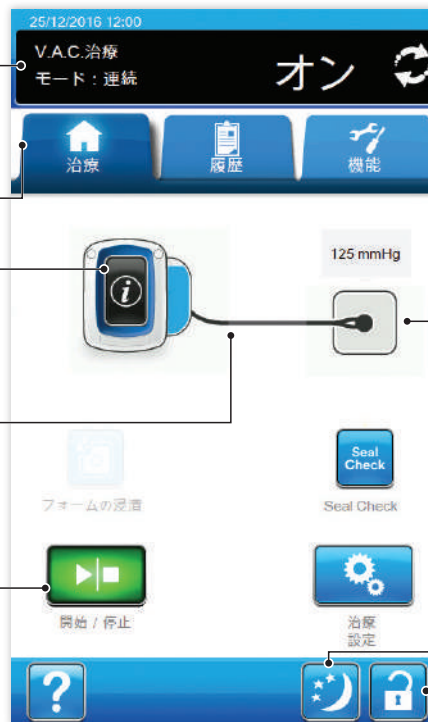 25/12/2016 12:00
V.A.C.治療
モード：連続
オン
治療
履歴
機能
125 mmHg
i
Seal
Check
フォームの浸漬
Seal Check
開始 / 停止
治療
設定
?